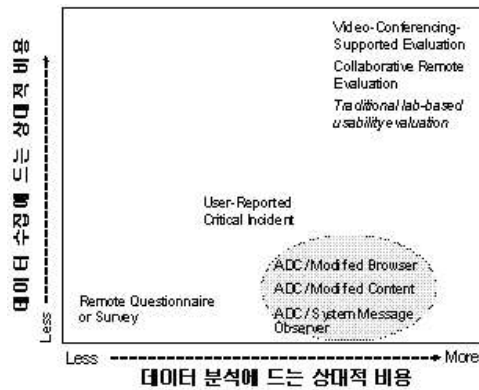 Video-Conferencing-
Supported Evaluation
Collaborative Remote
Evaluation
Traditional lab-based
usability evaluation
User-Reported
Critical Incident
ADC/Modifed Browser
ADC/Modifed Content
ADC/System Message
Observer
Remote Questionnaire
or Survey
데이터 수집에 드는 상대적 비용
Less
Less
More
데이터 분석에 드는 상대적 비용